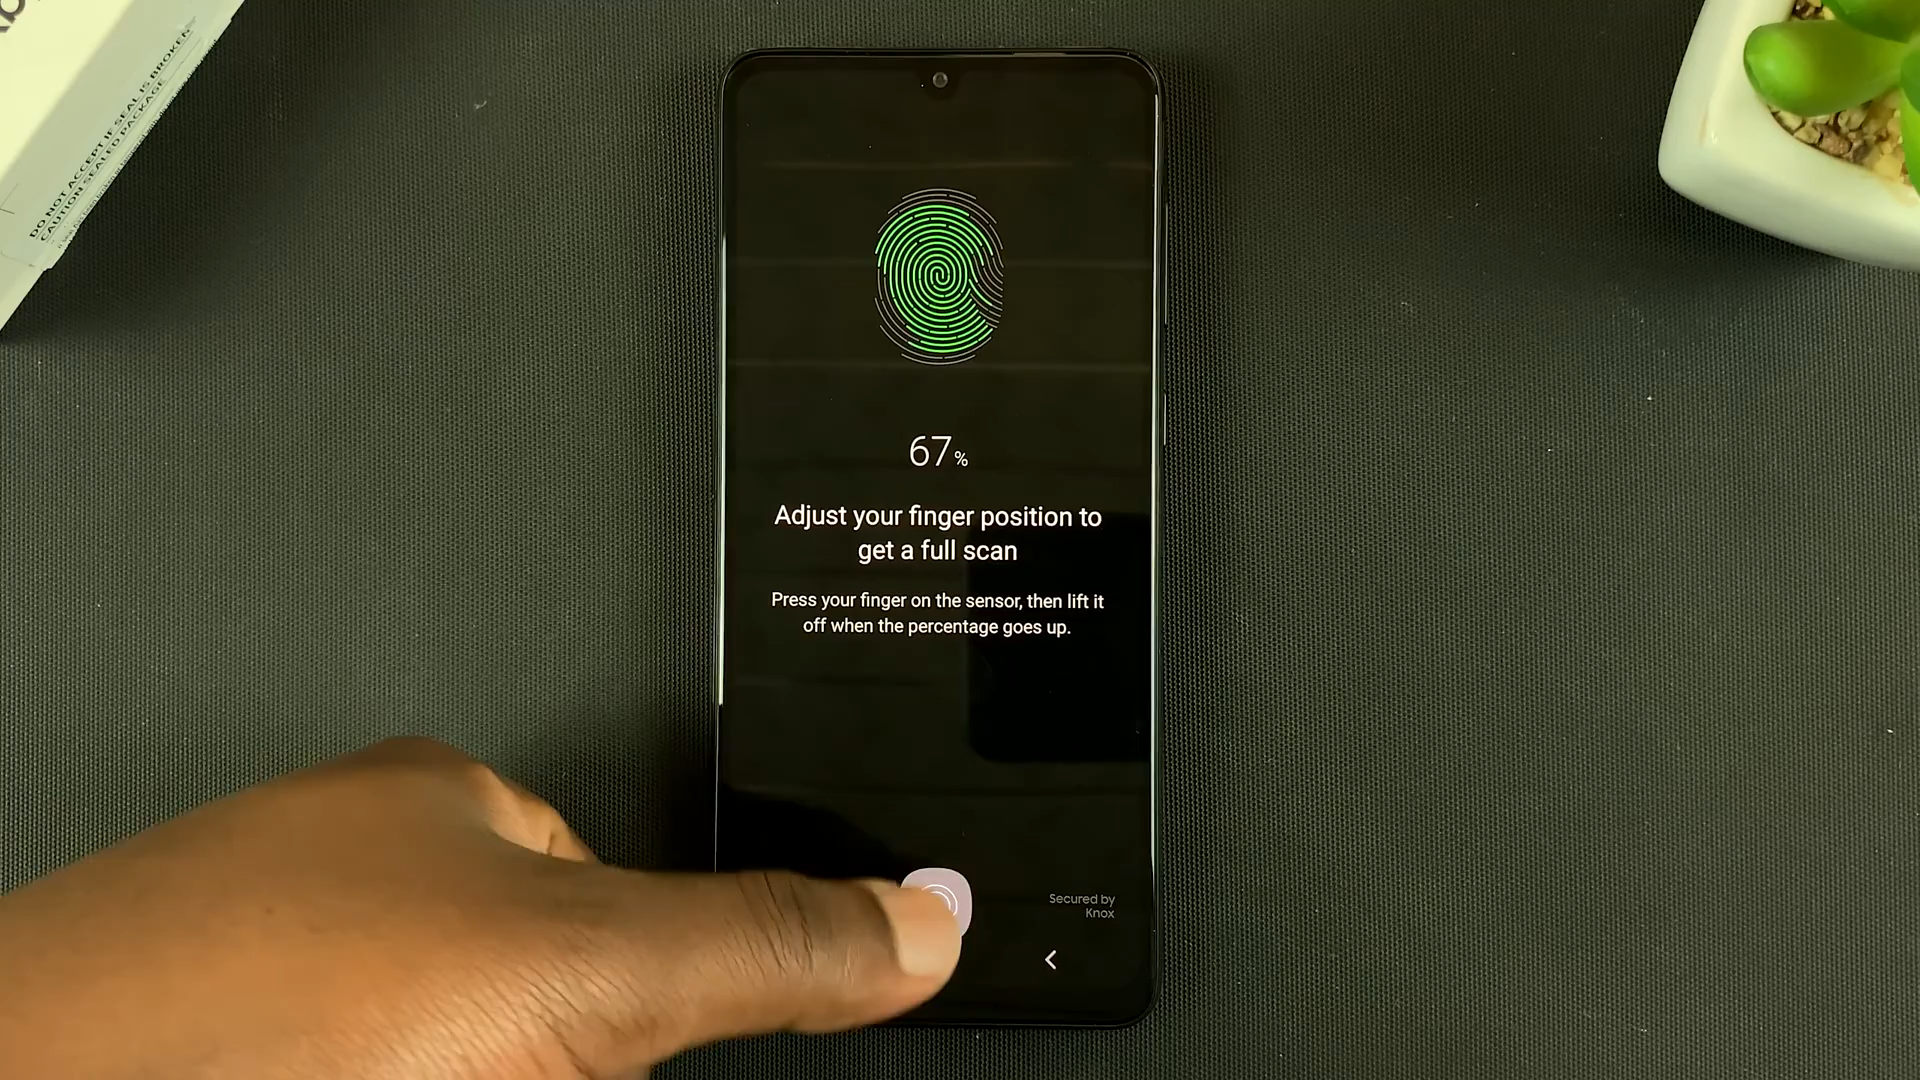 DO NOT ACCEPT IF SEAL IS BROKEN
CAUTION SEALED PACKAGE
67%
Adjust your finger position to
get a full scan
Press your finger on the sensor, then lift it
off when the percentage goes up.
Secured by
Knox